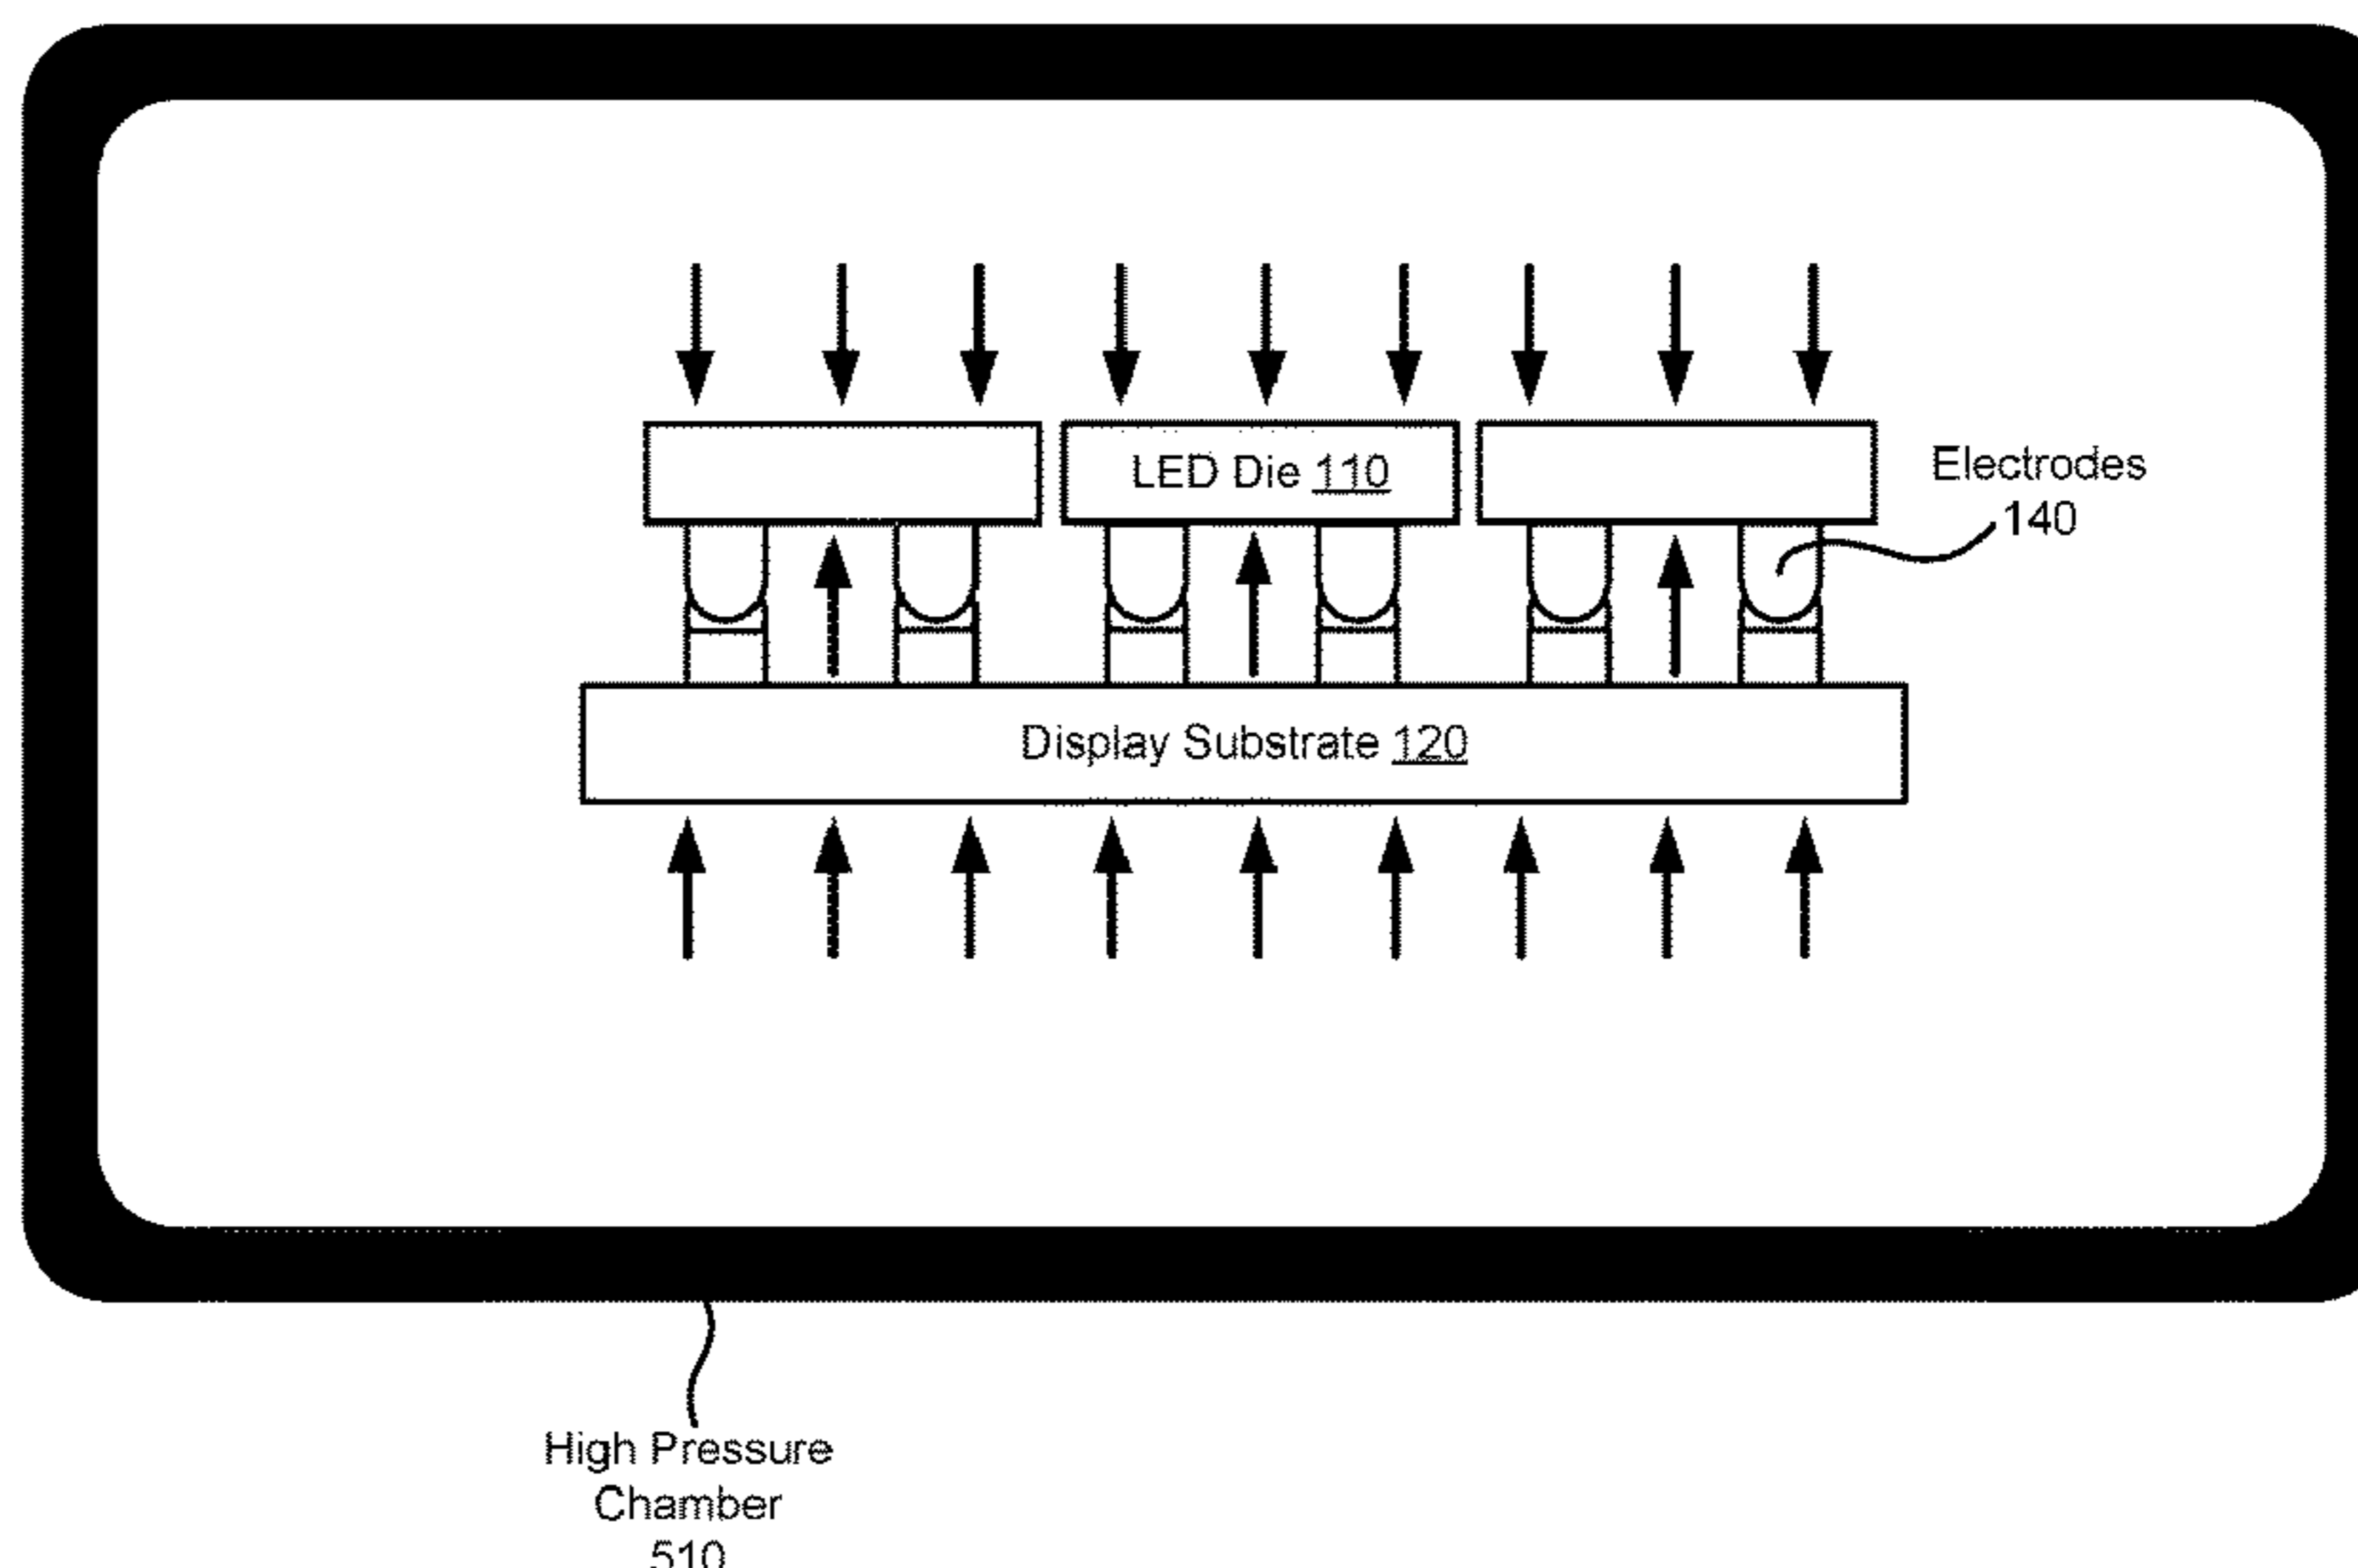 LED Die 110
Electrodes
140
Display Substrate 120
High Pressure
Chamber
510